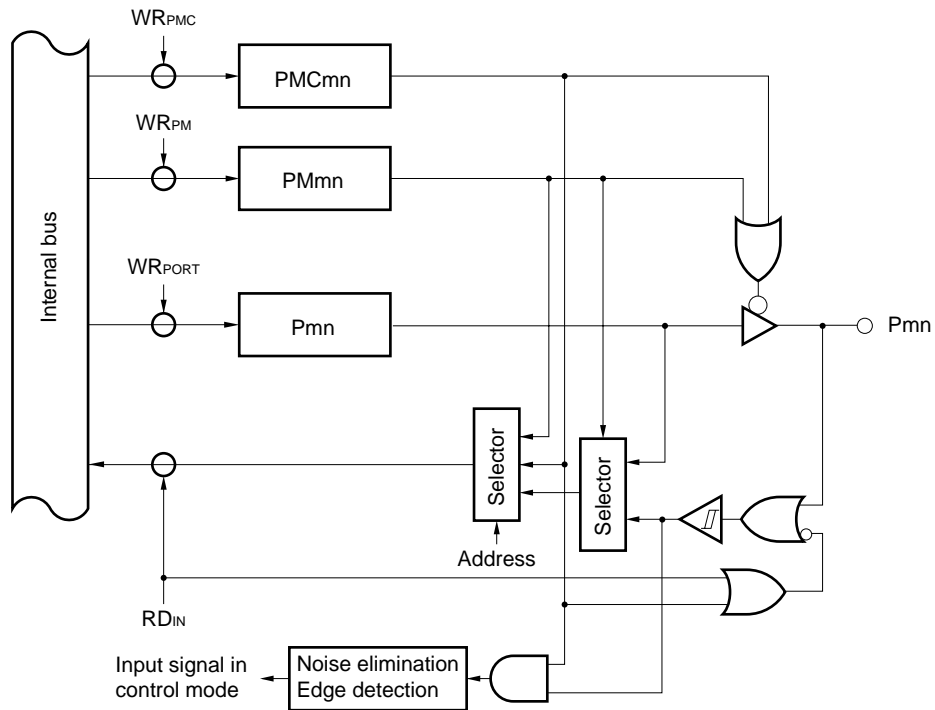 WRPMC
PMCmn
WRPM
PMmn
Internal bus
WRPORT
Pmn
Pmn
Selector
Selector
Address
RDIN
Input signal in
control mode
Noise elimination
Edge detection